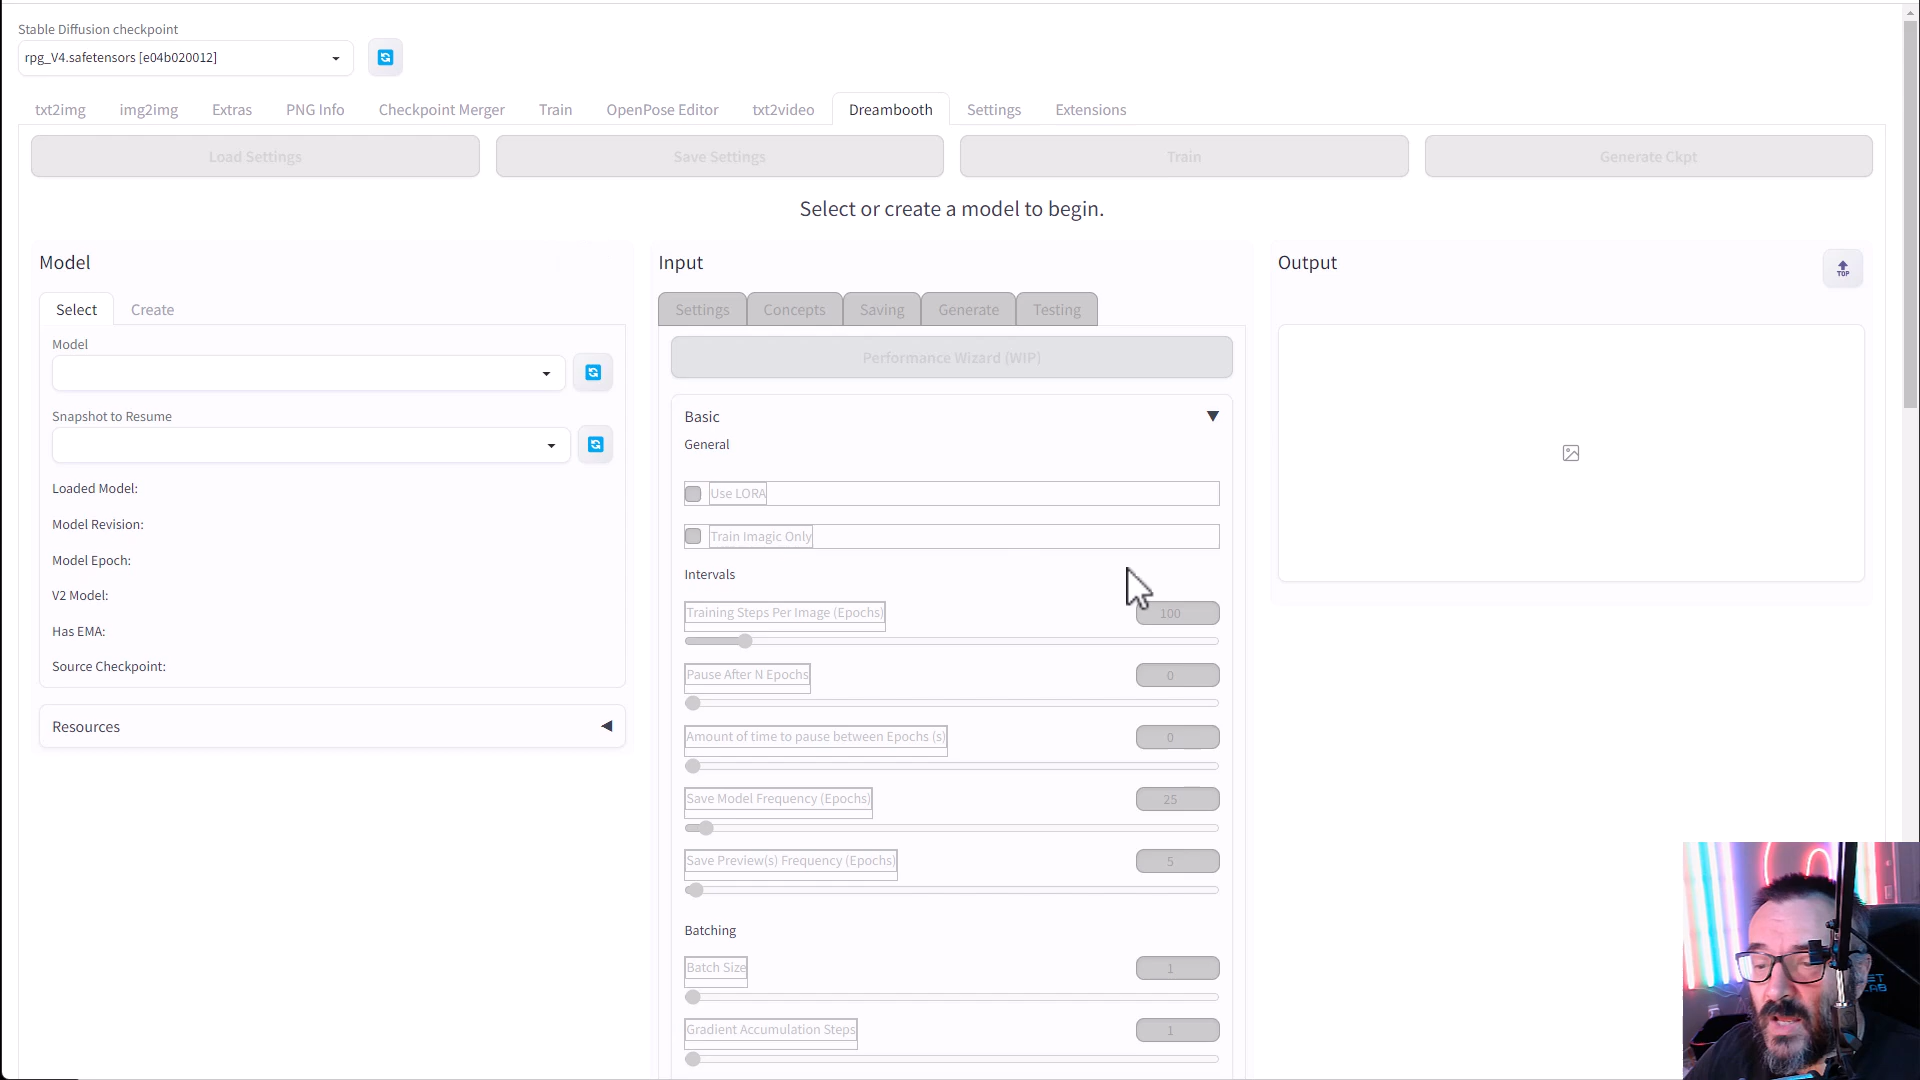 Stable Diffusion checkpoint
rpg_V4.safetensors [e04b020012]
txt2img img2img Extras PNG Info Checkpoint Merger Train OpenPose Editor txt2video Dreambooth Settings Extensions
Load Settings Save Settings Train Generate Ckpt
Select or create a model to begin.
Model
Select Create
Model
Snapshot to Resume
Loaded Model:
Model Revision:
Model Epoch:
V2 Model:
Has EMA:
Source Checkpoint:
Resources
Input
Settings Concepts Saving Generate Testing
Performance Wizard (WIP)
Basic
General
Use LORA
Train Imagic Only
Intervals
Training Steps Per Image (Epochs) 100
Pause After N Epochs 0
Amount of time to pause between Epochs (s) 0
Save Model Frequency (Epochs) 25
Save Preview(s) Frequency (Epochs) 5
Batching
Batch Size 1
Gradient Accumulation Steps 1
Output
TOP